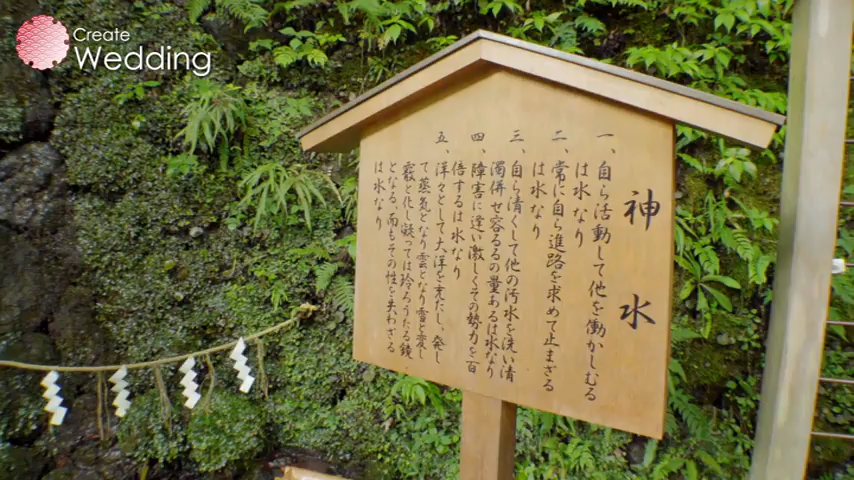 Create
Wedding
神水
一、自ら活動して他を働かしむる
は水なり
二、常に自ら進路を求めて止まざる
は水なり
三、自ら清くして他の汚水を洗い清
濁併せ容るるの量あるは水なり
四、障害に逢い激しくその勢力を百
倍するは水なり
五、洋々として大洋を充たし、発し
て蒸気となり雲となり雪と変し
霰と化し凝っては玲ろうたる鏡
となる、而もその性を失わざる
は水なり